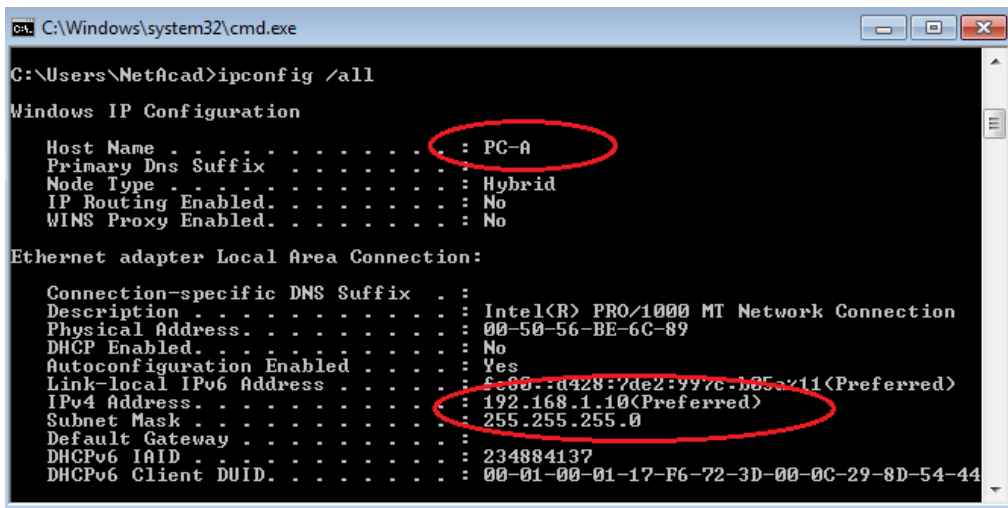 C:\Windows\system32\cmd.exe
C:\Users\NetAcad>ipconfig /all
Windows IP Configuration
Host Name . . . . . . . . . . . . : PC-A
Primary Dns Suffix . . . . . . . :
Node Type . . . . . . . . . . . . : Hybrid
IP Routing Enabled. . . . . . . . : No
WINS Proxy Enabled. . . . . . . . : No
Ethernet adapter Local Area Connection:
Connection-specific DNS Suffix . :
Description . . . . . . . . . . . : Intel(R) PRO/1000 MT Network Connection
Physical Address. . . . . . . . . : 00-50-56-BE-6C-89
DHCP Enabled. . . . . . . . . . . : No
Autoconfiguration Enabled . . . . : Yes
Link-local IPv6 Address . . . . . : (Preferred)
IPv4 Address. . . . . . . . . . . : 192.168.1.10(Preferred)
Subnet Mask . . . . . . . . . . . : 255.255.255.0
Default Gateway . . . . . . . . . :
DHCPv6 IAID . . . . . . . . . . . : 234884137
DHCPv6 Client DUID. . . . . . . . : 00-01-00-01-17-F6-72-3D-00-0C-29-8D-54-44